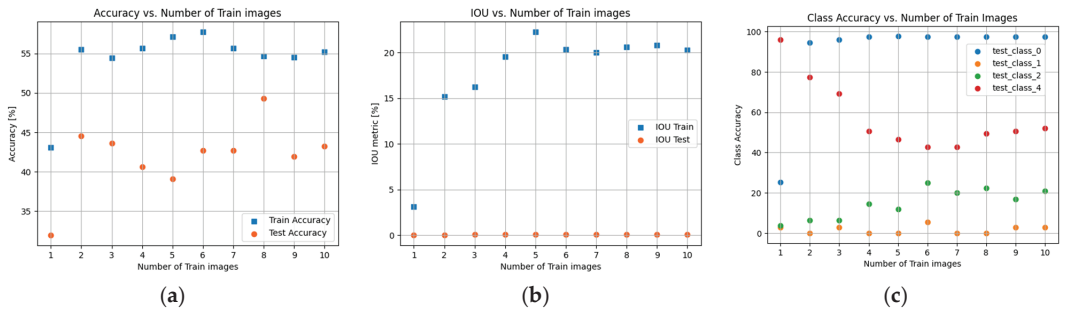 Accuracy vs. Number of Train images
Accuracy [%]
55
50
45
40
35
Train Accuracy
Test Accuracy
1 2 3 4 5 6 7 8 9 10
Number of Train images
(a)
IOU vs. Number of Train images
IOU metric [%]
20
15
10
5
0
IOU Train
IOU Test
1 2 3 4 5 6 7 8 9 10
Number of Train images
(b)
Class Accuracy vs. Number of Train Images
Class Accuracy
100
80
60
40
20
0
test_class_0
test_class_1
test_class_2
test_class_4
1 2 3 4 5 6 7 8 9 10
Number of Train images
(c)